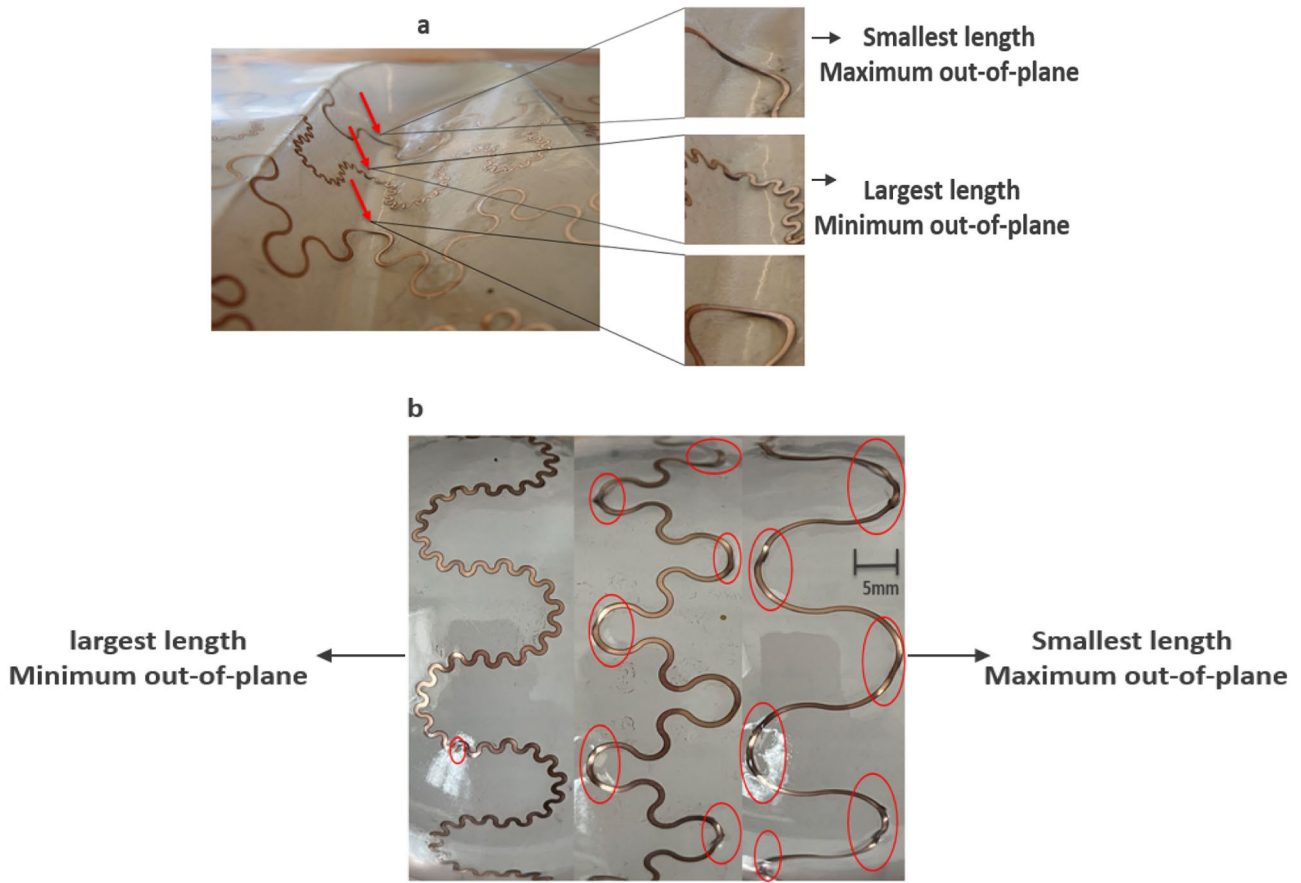 a
Smallest length
Maximum out-of-plane
Largest length
Minimum out-of-plane
b
5mm
largest length
Minimum out-of-plane
Smallest length
Maximum out-of-plane